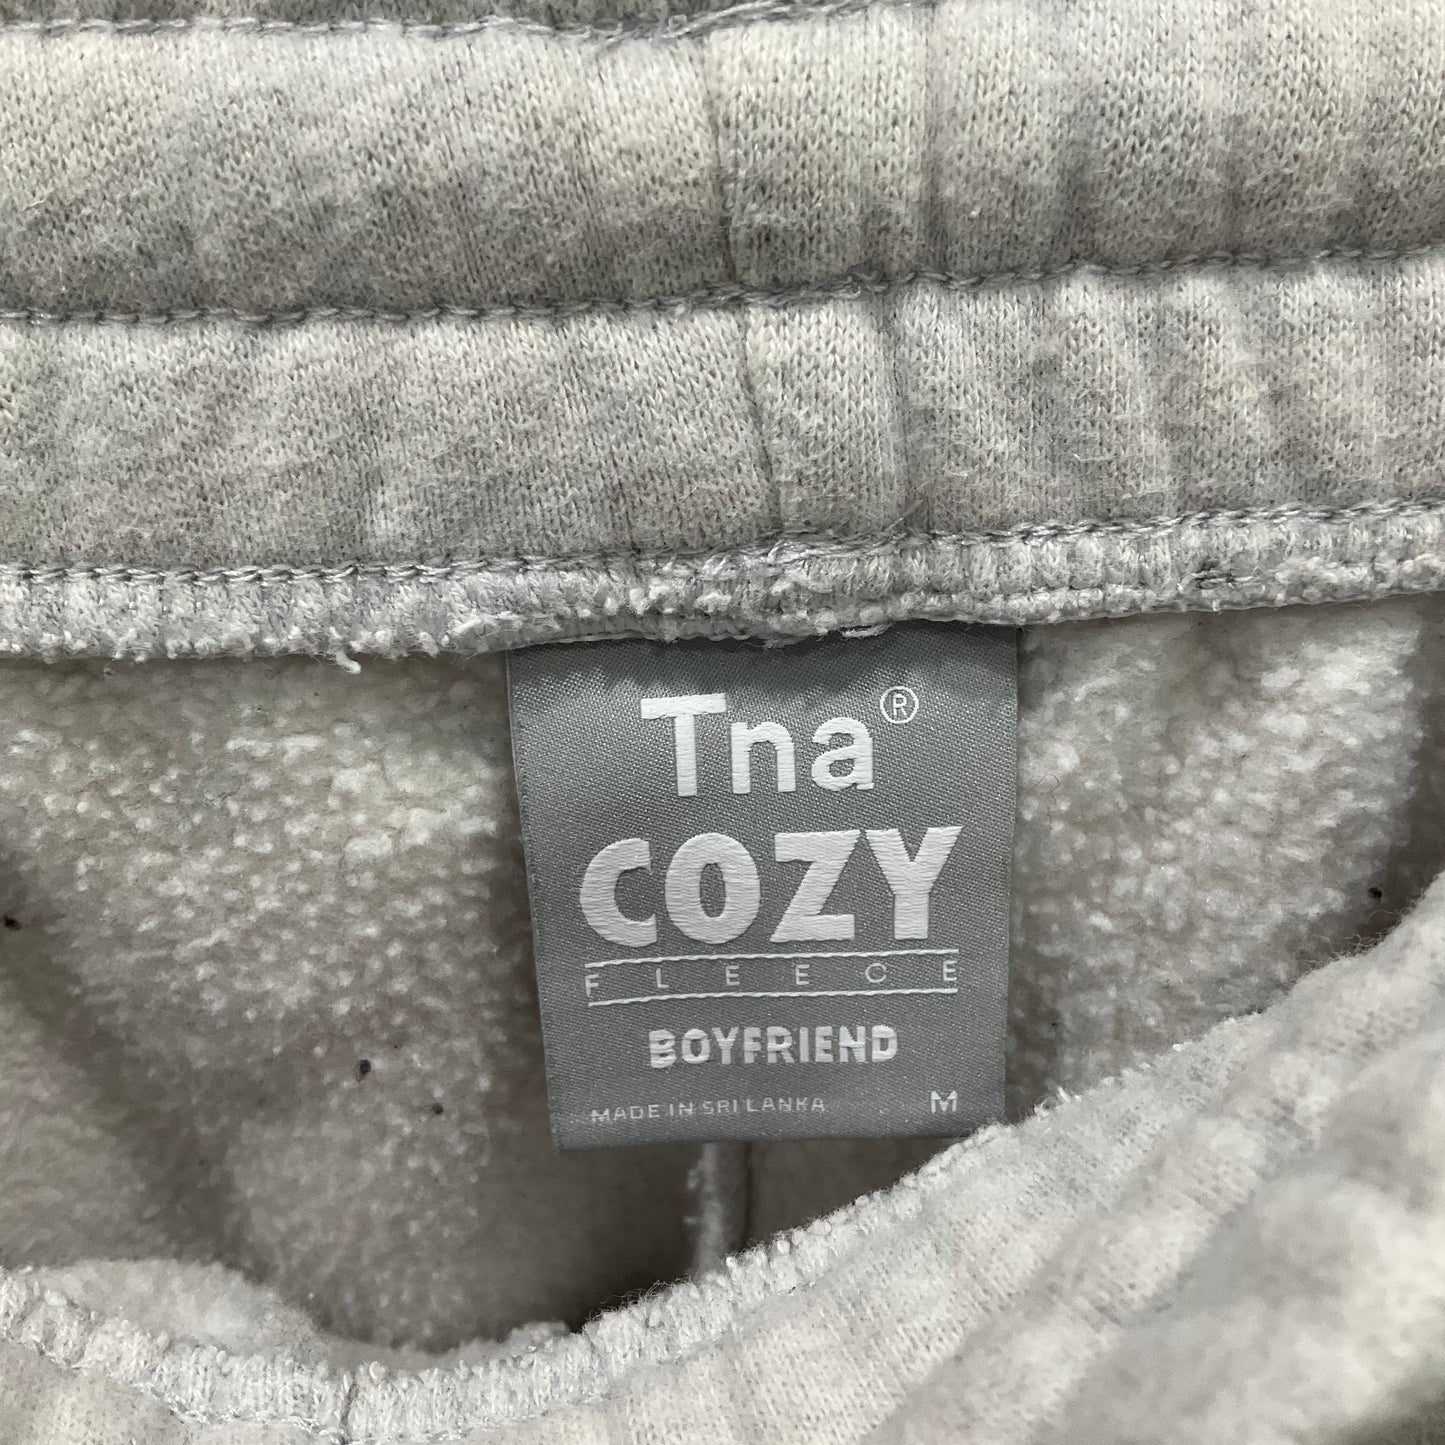 Tna®
COZY
FLEECE
BOYFRIEND
MADE IN SRI LANKA M